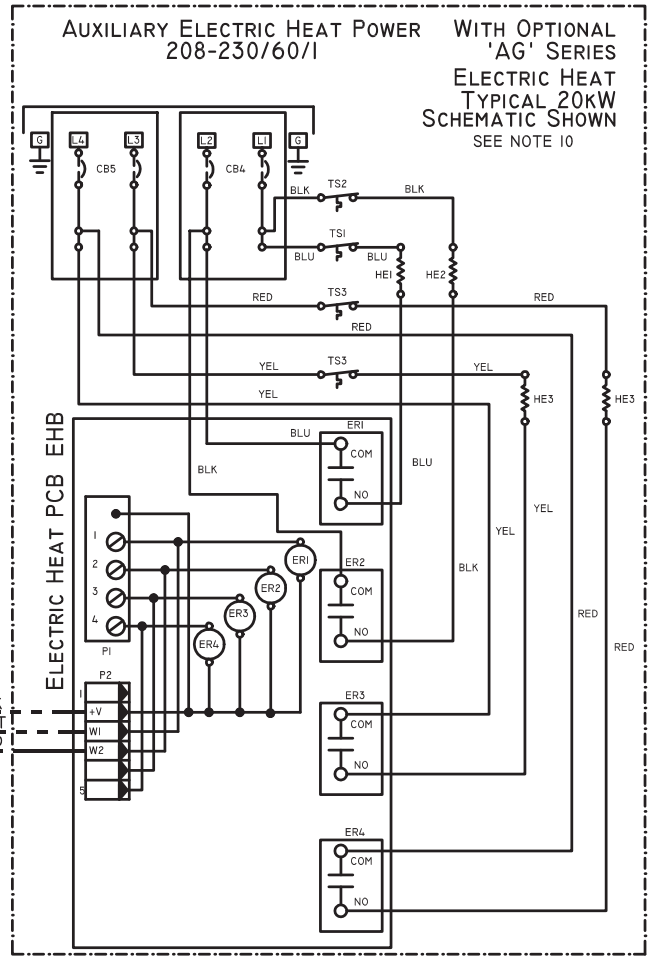 AUXILIARY ELECTRIC HEAT POWER
208-230/60/1
WITH OPTIONAL
'AG' SERIES
ELECTRIC HEAT
TYPICAL 20KW
SCHEMATIC SHOWN
SEE NOTE 10
G
L4
L3
L2
L1
G
CB5
CB4
BLK
TS2
BLK
BLU
TS1
BLU
HE1
HE2
RED
TS3
RED
RED
YEL
TS3
YEL
YEL
HE3
HE3
ELECTRIC HEAT PCB EHB
ER1
BLU
COM
NO
BLK
BLU
YEL
YEL
1
2
3
4
P1
ER1
ER2
ER3
ER4
ER2
COM
NO
BLK
RED
RED
P2
1
+V
W1
W2
5
ER3
COM
NO
ER4
COM
NO